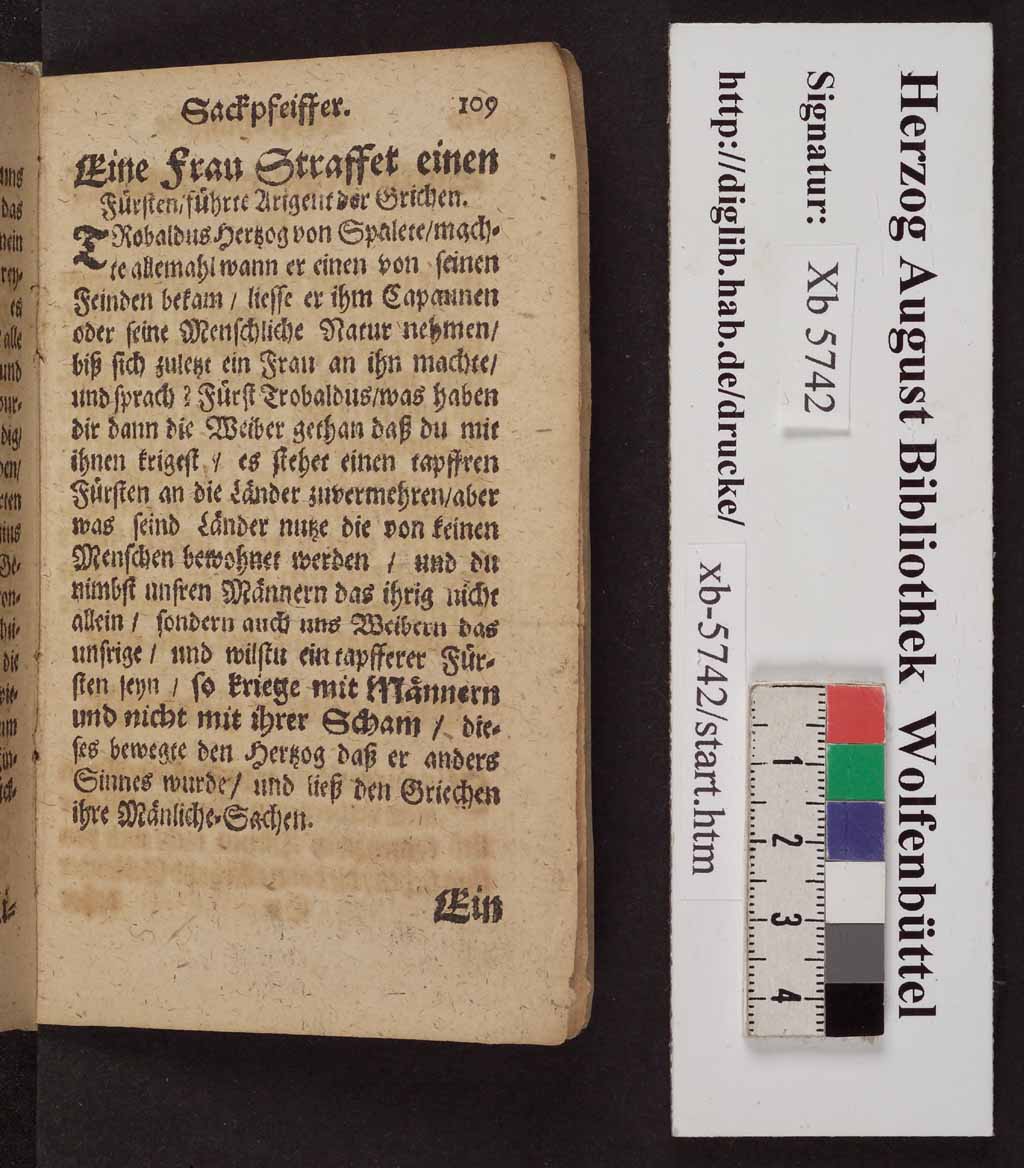 Sackpfeiffer. 109
Eine Frau Straffet einen
Fürsten/führte Arigent der Grichen.
TRobaldus Hertzog von Spalete/mach-
te allemahl wann er einen von seinen
Feinden bekam / liesse er ihm Capaunen
oder seine Menschliche Natur nehmen/
biß sich zuletzt ein Frau an ihn machte/
und sprach ? Fürst Trobaldus/was haben
dir dann die Weiber gethan daß du mit
ihnen krigest / es stehet einen tapffren
Fürsten an die Länder zuvermehren/aber
was seind Länder nutze die von keinen
Menschen bewohnet werden / und du
nimbst unsren Männern das ihrig nicht
allein / sondern auch uns Weibern das
unsrige / und wilstu ein tapfferer Für-
sten seyn / so kriege mit Männern
und nicht mit ihrer Scham / die-
ses bewegte den Hertzog daß er anders
Sinnes wurde / und ließ den Griechen
ihre Mänliche-Sachen.
Ein
Herzog August Bibliothek Wolfenbüttel
Signatur: Xb 5742
http://diglib.hab.de/drucke/ xb-5742/start.htm
1 2 3 4